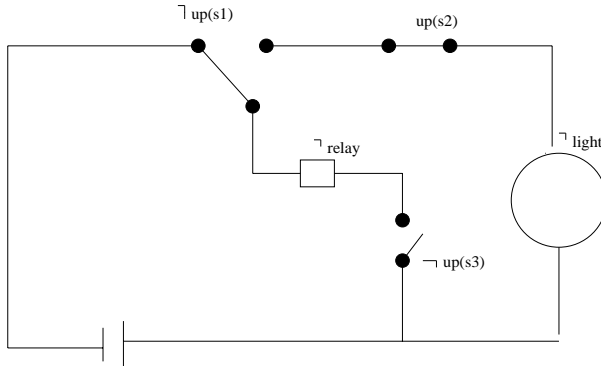 ¬ up(s1)
up(s2)
¬ relay
¬ light
¬ up(s3)